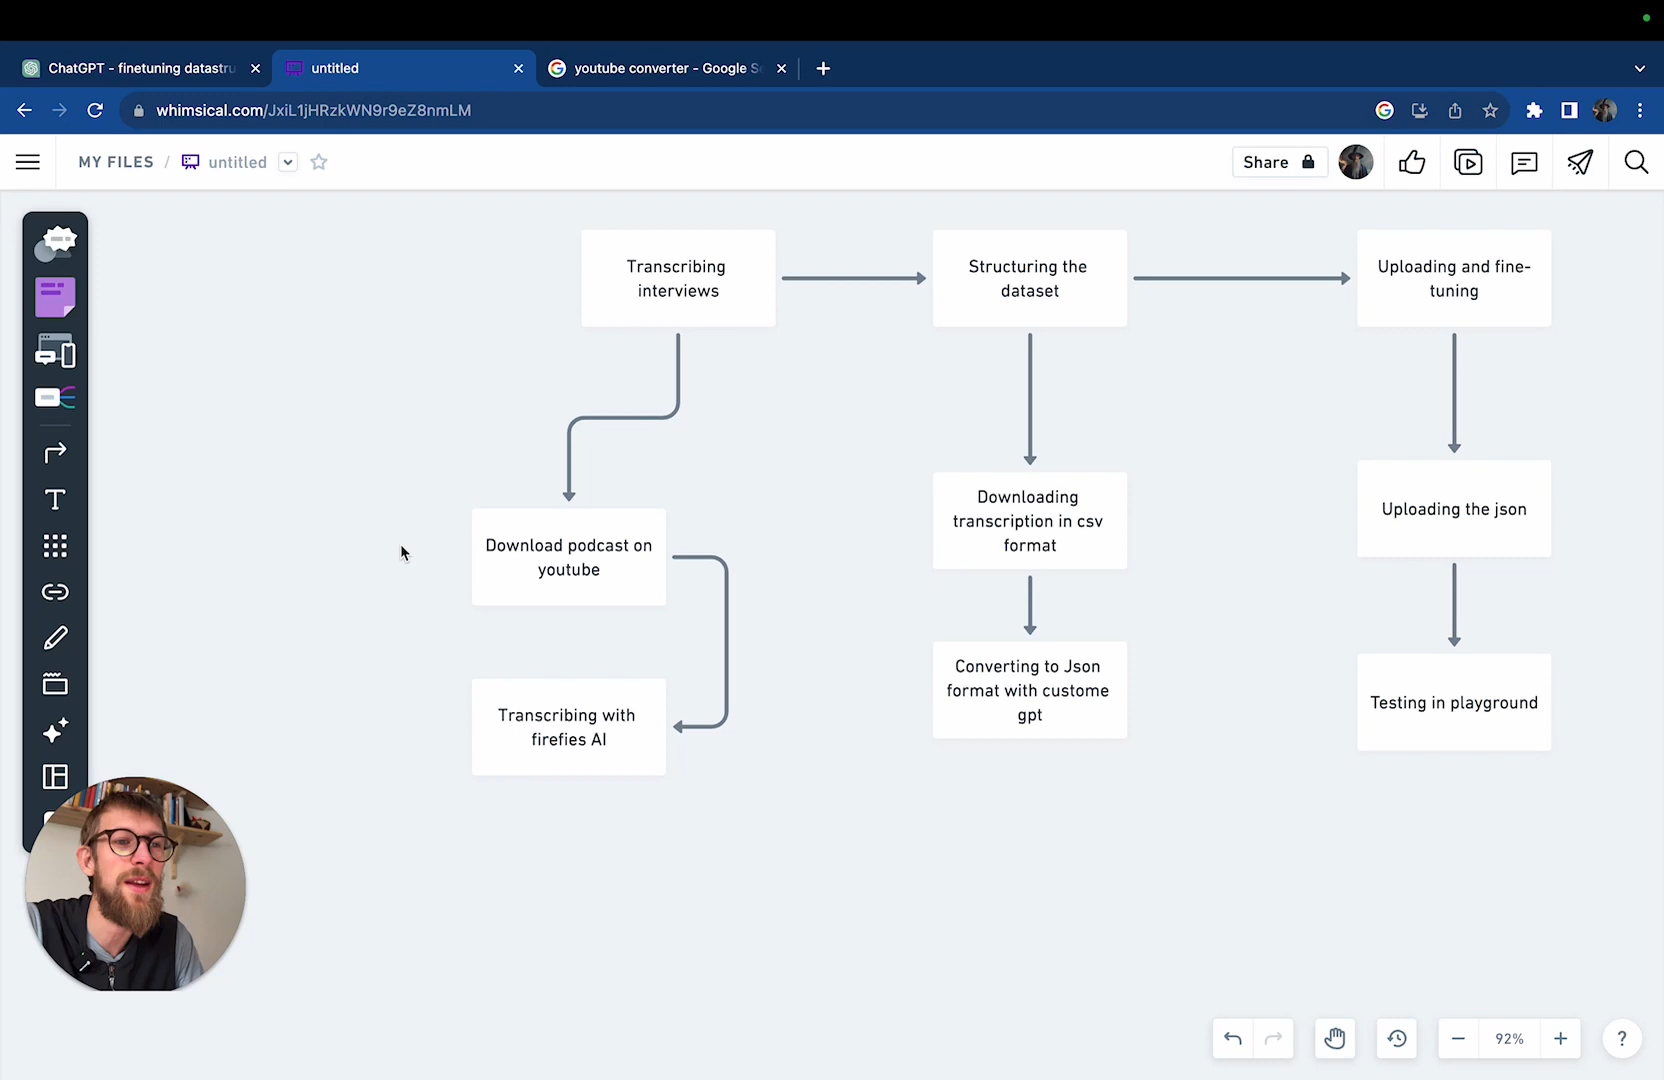 ChatGPT - finetuning datastru
untitled
youtube converter - Google S
whimsical.com/JxiL1jHRzkWN9r9eZ8nmLM
MY FILES / untitled
Share
Transcribing
interviews
Structuring the
dataset
Uploading and fine-
tuning
Download podcast on
youtube
Transcribing with
firefies AI
Downloading
transcription in csv
format
Converting to Json
format with custome
gpt
Uploading the json
Testing in playground
92%
?